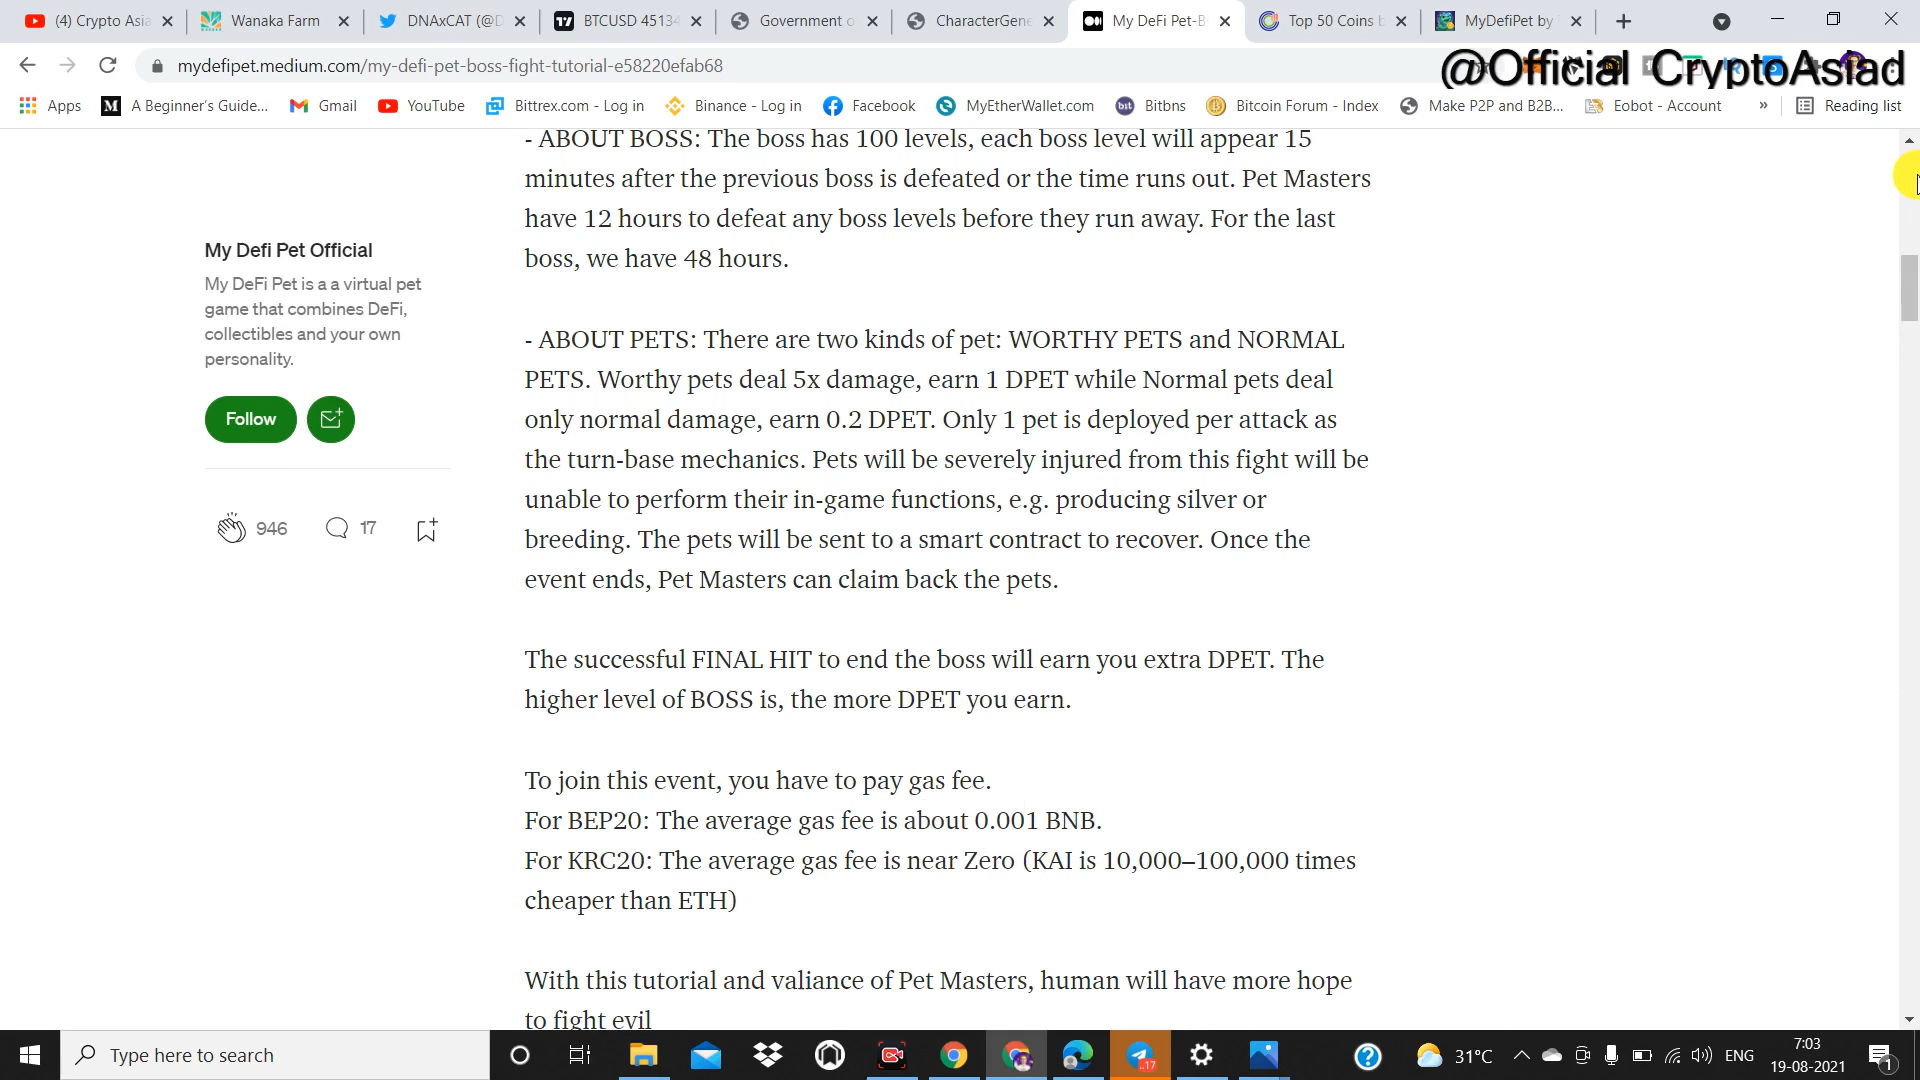 (4) Crypto Asia
Wanaka Farm
DNAxCAT (@D
BTCUSD 45134
Government o
CharacterGene
My DeFi Pet-B
Top 50 Coins b
MyDefiPet by
mydefipet.medium.com/my-defi-pet-boss-fight-tutorial-e58220efab68
@Official CryptoAsiad
Apps
A Beginner's Guide...
Gmail
YouTube
Bittrex.com - Log in
Binance - Log in
Facebook
MyEtherWallet.com
Bitbns
Bitcoin Forum - Index
Make P2P and B2B...
Eobot - Account
»
Reading list
- ABOUT BOSS: The boss has 100 levels, each boss level will appear 15
minutes after the previous boss is defeated or the time runs out. Pet Masters
have 12 hours to defeat any boss levels before they run away. For the last
boss, we have 48 hours.
My Defi Pet Official
My DeFi Pet is a a virtual pet
game that combines DeFi,
collectibles and your own
personality.
Follow
946
17
- ABOUT PETS: There are two kinds of pet: WORTHY PETS and NORMAL
PETS. Worthy pets deal 5x damage, earn 1 DPET while Normal pets deal
only normal damage, earn 0.2 DPET. Only 1 pet is deployed per attack as
the turn-base mechanics. Pets will be severely injured from this fight will be
unable to perform their in-game functions, e.g. producing silver or
breeding. The pets will be sent to a smart contract to recover. Once the
event ends, Pet Masters can claim back the pets.
The successful FINAL HIT to end the boss will earn you extra DPET. The
higher level of BOSS is, the more DPET you earn.
To join this event, you have to pay gas fee.
For BEP20: The average gas fee is about 0.001 BNB.
For KRC20: The average gas fee is near Zero (KAI is 10,000–100,000 times
cheaper than ETH)
With this tutorial and valiance of Pet Masters, human will have more hope
to fight evil
Type here to search
..17
31°C
ENG
7:03
19-08-2021
1